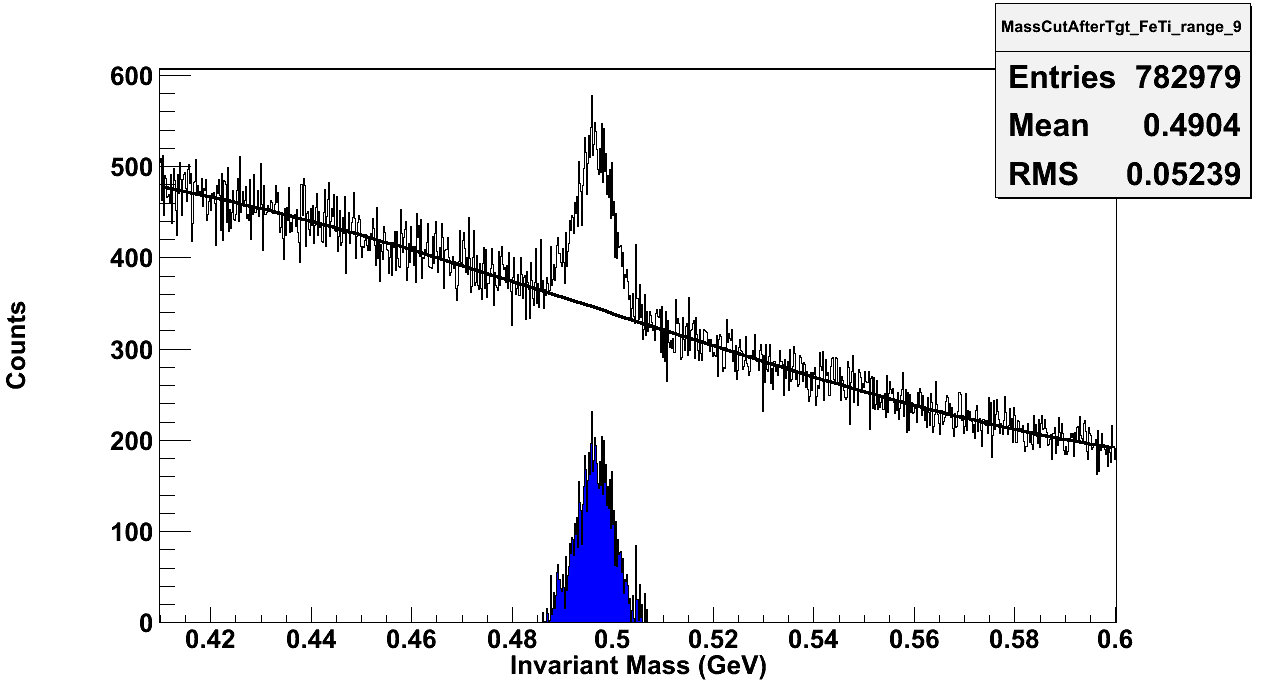 MassCutAfterTgt_FeTi_range_9
Entries 782979
Mean 0.4904
RMS 0.05239
600
500
400
300
200
100
0
Counts
0.42 0.44 0.46 0.48 0.5 0.52 0.54 0.56 0.58 0.6
Invariant Mass (GeV)